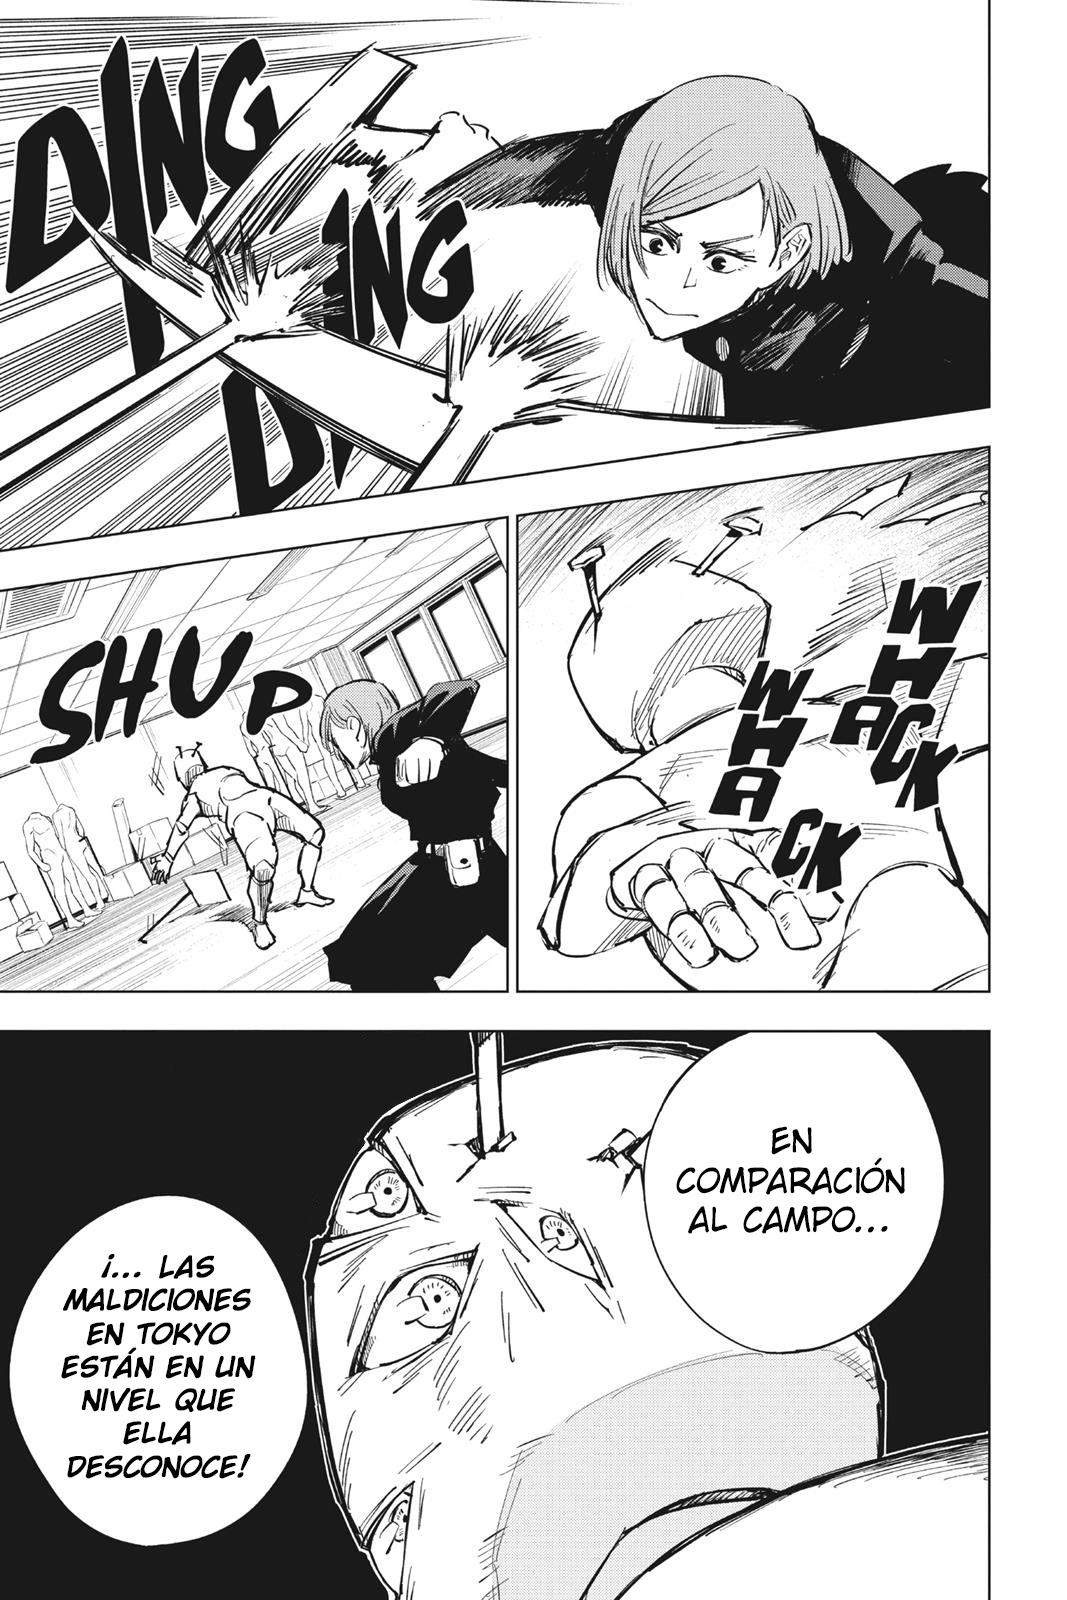 DING
DING
DING
WHACK
WHACK
SHUP
EN
COMPARACIÓN
AL CAMPO...
¡... LAS
MALDICIONES
EN TOKYO
ESTÁN EN UN
NIVEL QUE
ELLA
DESCONOCE!